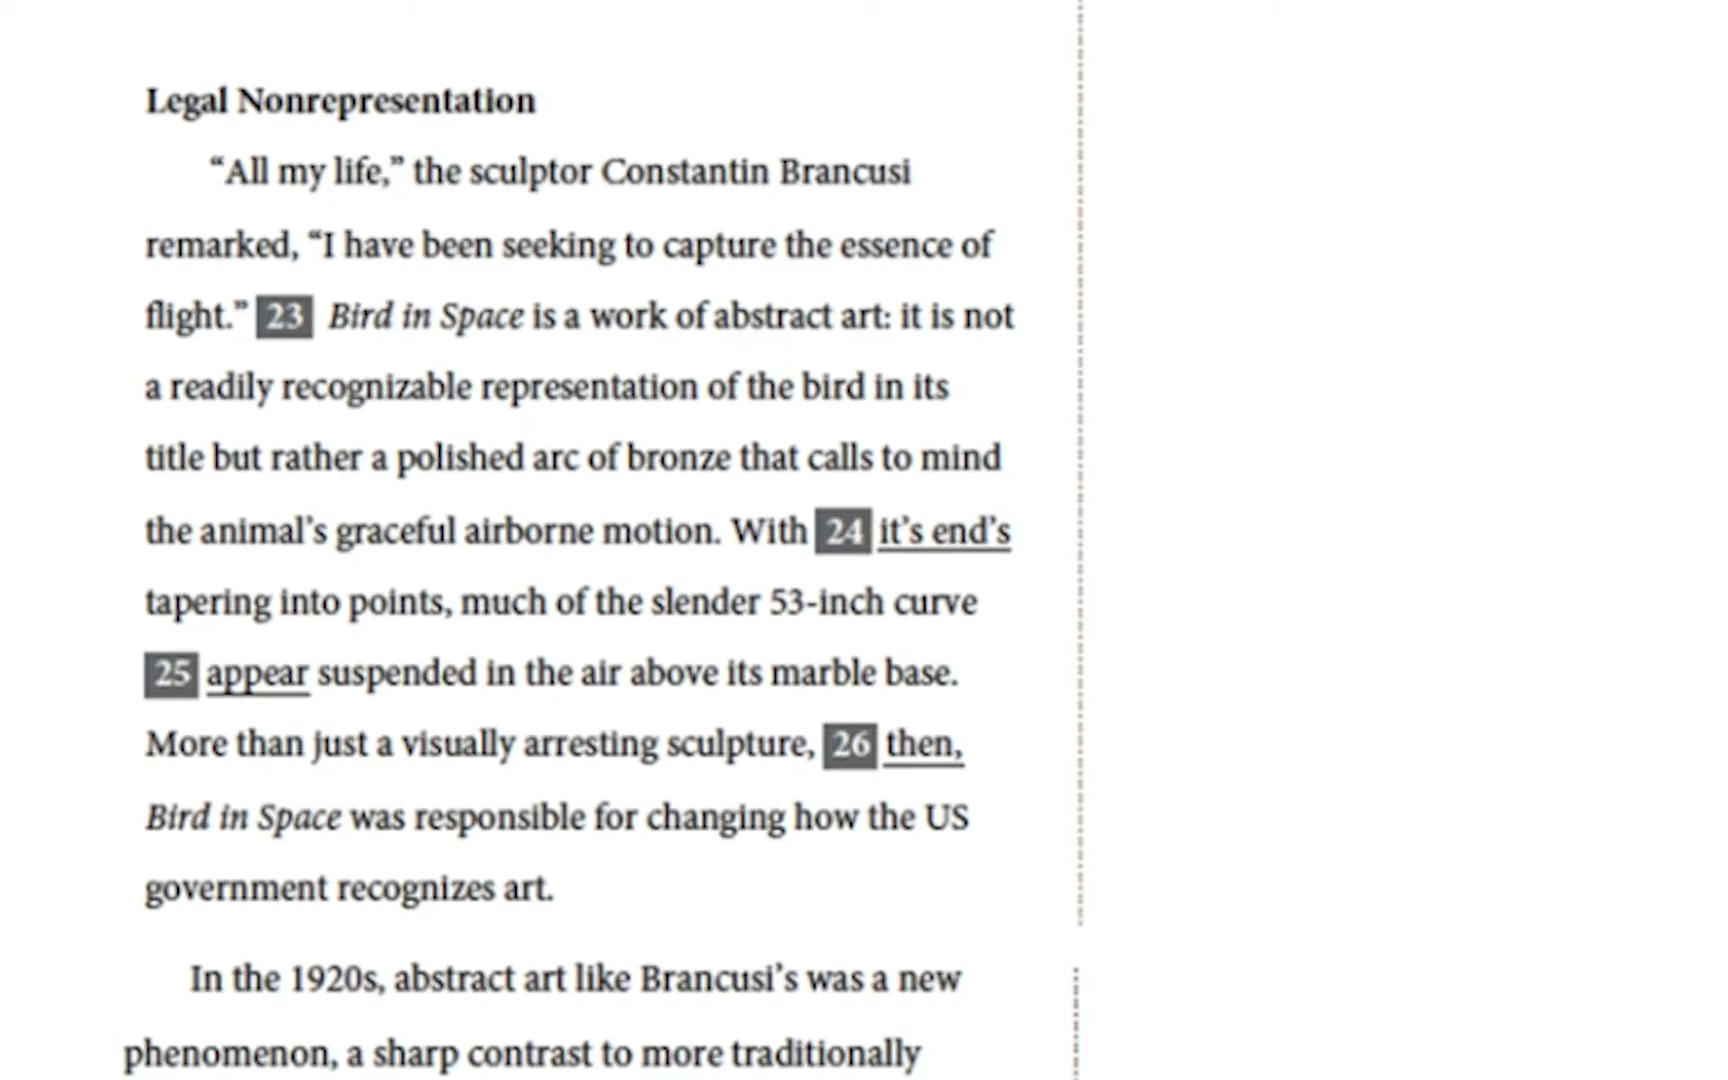 Legal Nonrepresentation
“All my life,” the sculptor Constantin Brancusi
remarked, “I have been seeking to capture the essence of
flight.” 23 Bird in Space is a work of abstract art: it is not
a readily recognizable representation of the bird in its
title but rather a polished arc of bronze that calls to mind
the animal’s graceful airborne motion. With 24 it’s end’s
tapering into points, much of the slender 53-inch curve
25 appear suspended in the air above its marble base.
More than just a visually arresting sculpture, 26 then,
Bird in Space was responsible for changing how the US
government recognizes art.
In the 1920s, abstract art like Brancusi’s was a new
phenomenon, a sharp contrast to more traditionally